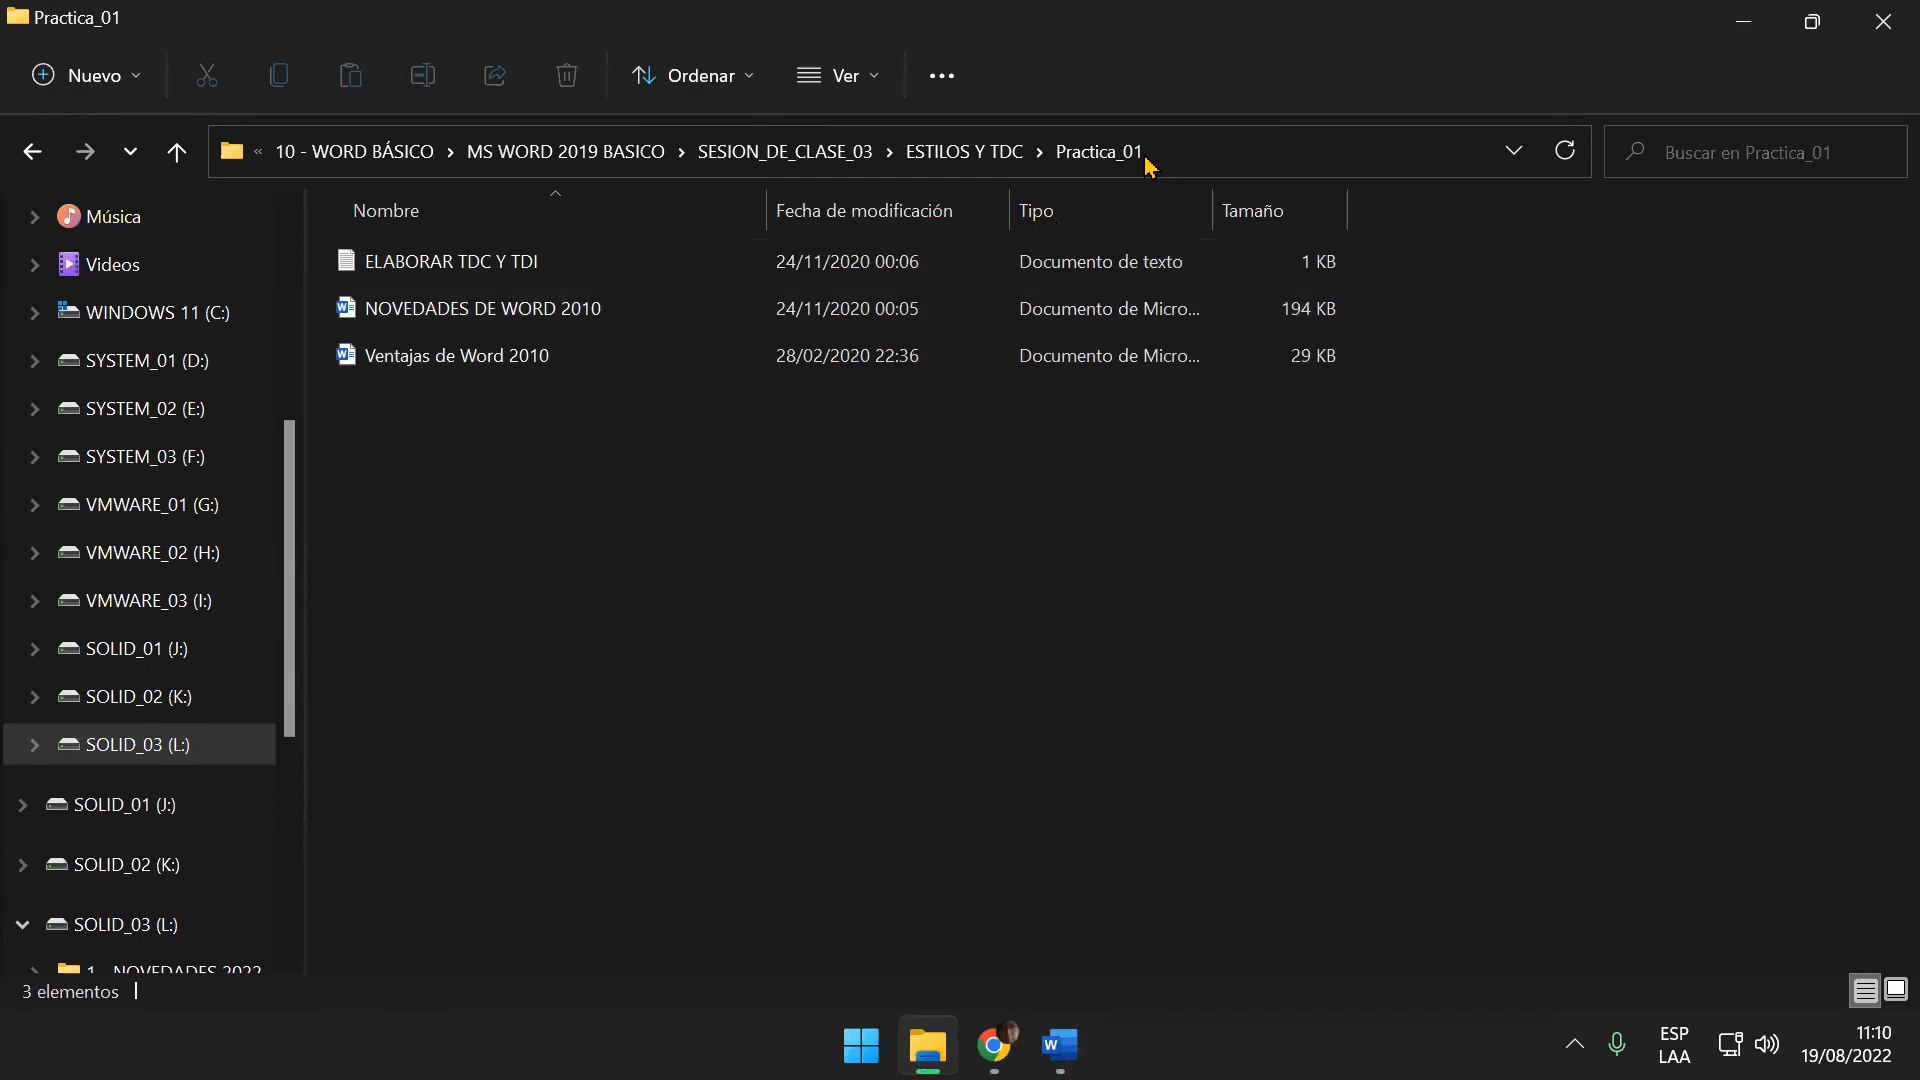 Practica_01
Nuevo
Ordenar
Ver
« 10 - WORD BÁSICO › MS WORD 2019 BASICO › SESION_DE_CLASE_03 › ESTILOS Y TDC › Practica_01
Buscar en Practica_01
Nombre Fecha de modificación Tipo Tamaño
ELABORAR TDC Y TDI 24/11/2020 00:06 Documento de texto 1 KB
NOVEDADES DE WORD 2010 24/11/2020 00:05 Documento de Micro... 194 KB
Ventajas de Word 2010 28/02/2020 22:36 Documento de Micro... 29 KB
Música
Videos
WINDOWS 11 (C:)
SYSTEM_01 (D:)
SYSTEM_02 (E:)
SYSTEM_03 (F:)
VMWARE_01 (G:)
VMWARE_02 (H:)
VMWARE_03 (I:)
SOLID_01 (J:)
SOLID_02 (K:)
SOLID_03 (L:)
SOLID_01 (J:)
SOLID_02 (K:)
SOLID_03 (L:)
1 - NOVEDADES 2022
3 elementos
W
ESP
LAA
11:10
19/08/2022